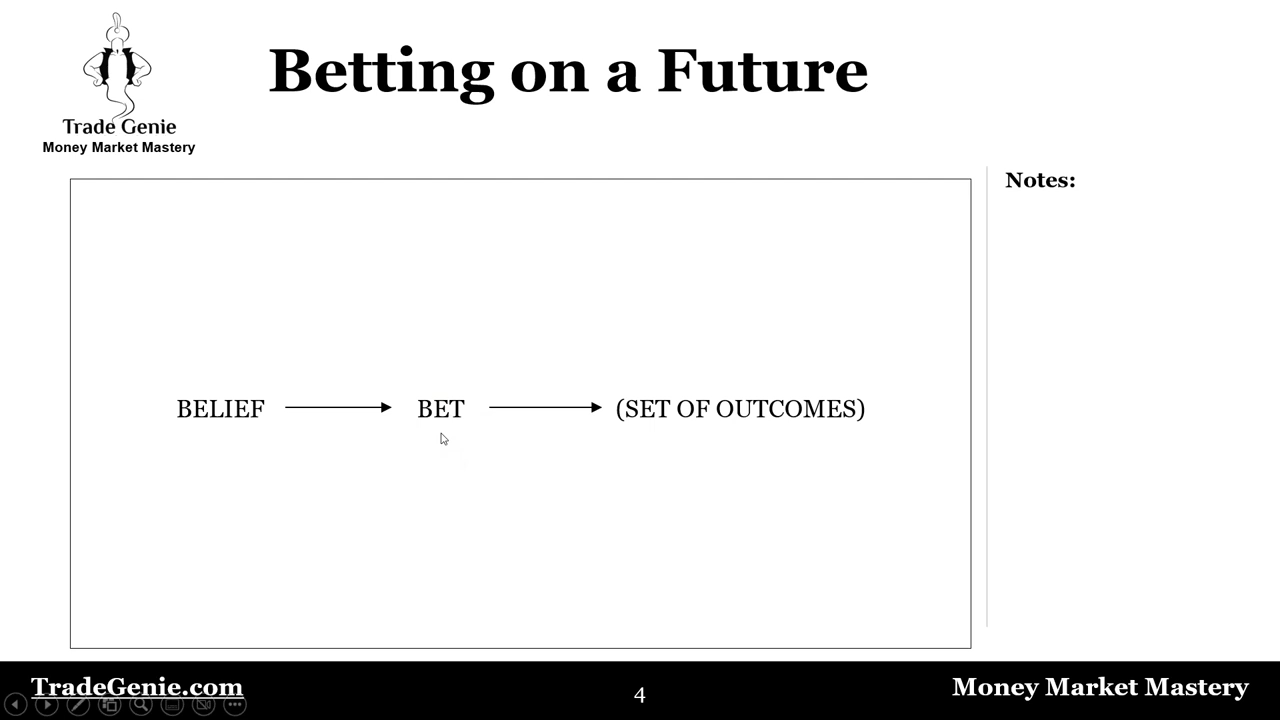 Betting on a Future
Trade Genie
Money Market Mastery
Notes:
BELIEF BET (SET OF OUTCOMES)
TradeGenie.com
4
Money Market Mastery